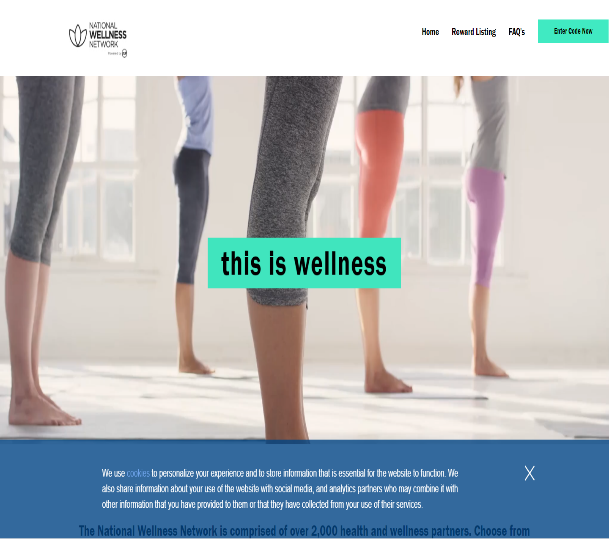 NATIONAL
WELLNESS
NETWORK
Home Reward Listing FAQ's Enter Code Now
this is wellness
We use cookies to personalize your experience and to store information that is essential for the website to function. We
also share information about your use of the website with social media, and analytics partners who may combine it with
other information that you have provided to them or that they have collected from your use of their services.
X
The National Wellness Network is comprised of over 2,000 health and wellness partners. Choose from